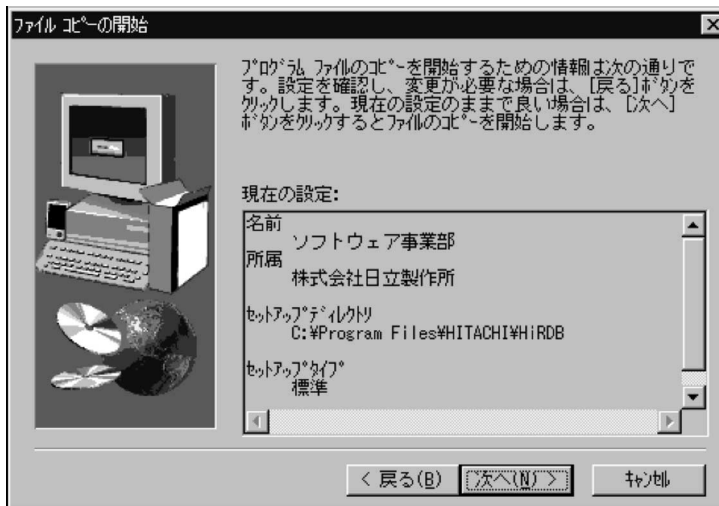 ファイル コピーの開始
プログラム ファイルのコピーを開始するための情報は次の通りで
す。設定を確認し、変更が必要な場合は、[戻る]ボタンを
クリックします。現在の設定のままで良い場合は、[次へ]
ボタンをクリックするとファイルのコピーを開始します。
現在の設定:
名前
ソフトウェア事業部
所属
株式会社日立製作所
セットアップディレクトリ
C:¥Program Files¥HITACHI¥HiRDB
セットアップタイプ
標準
< 戻る(B)
次へ(N) >
キャンセル